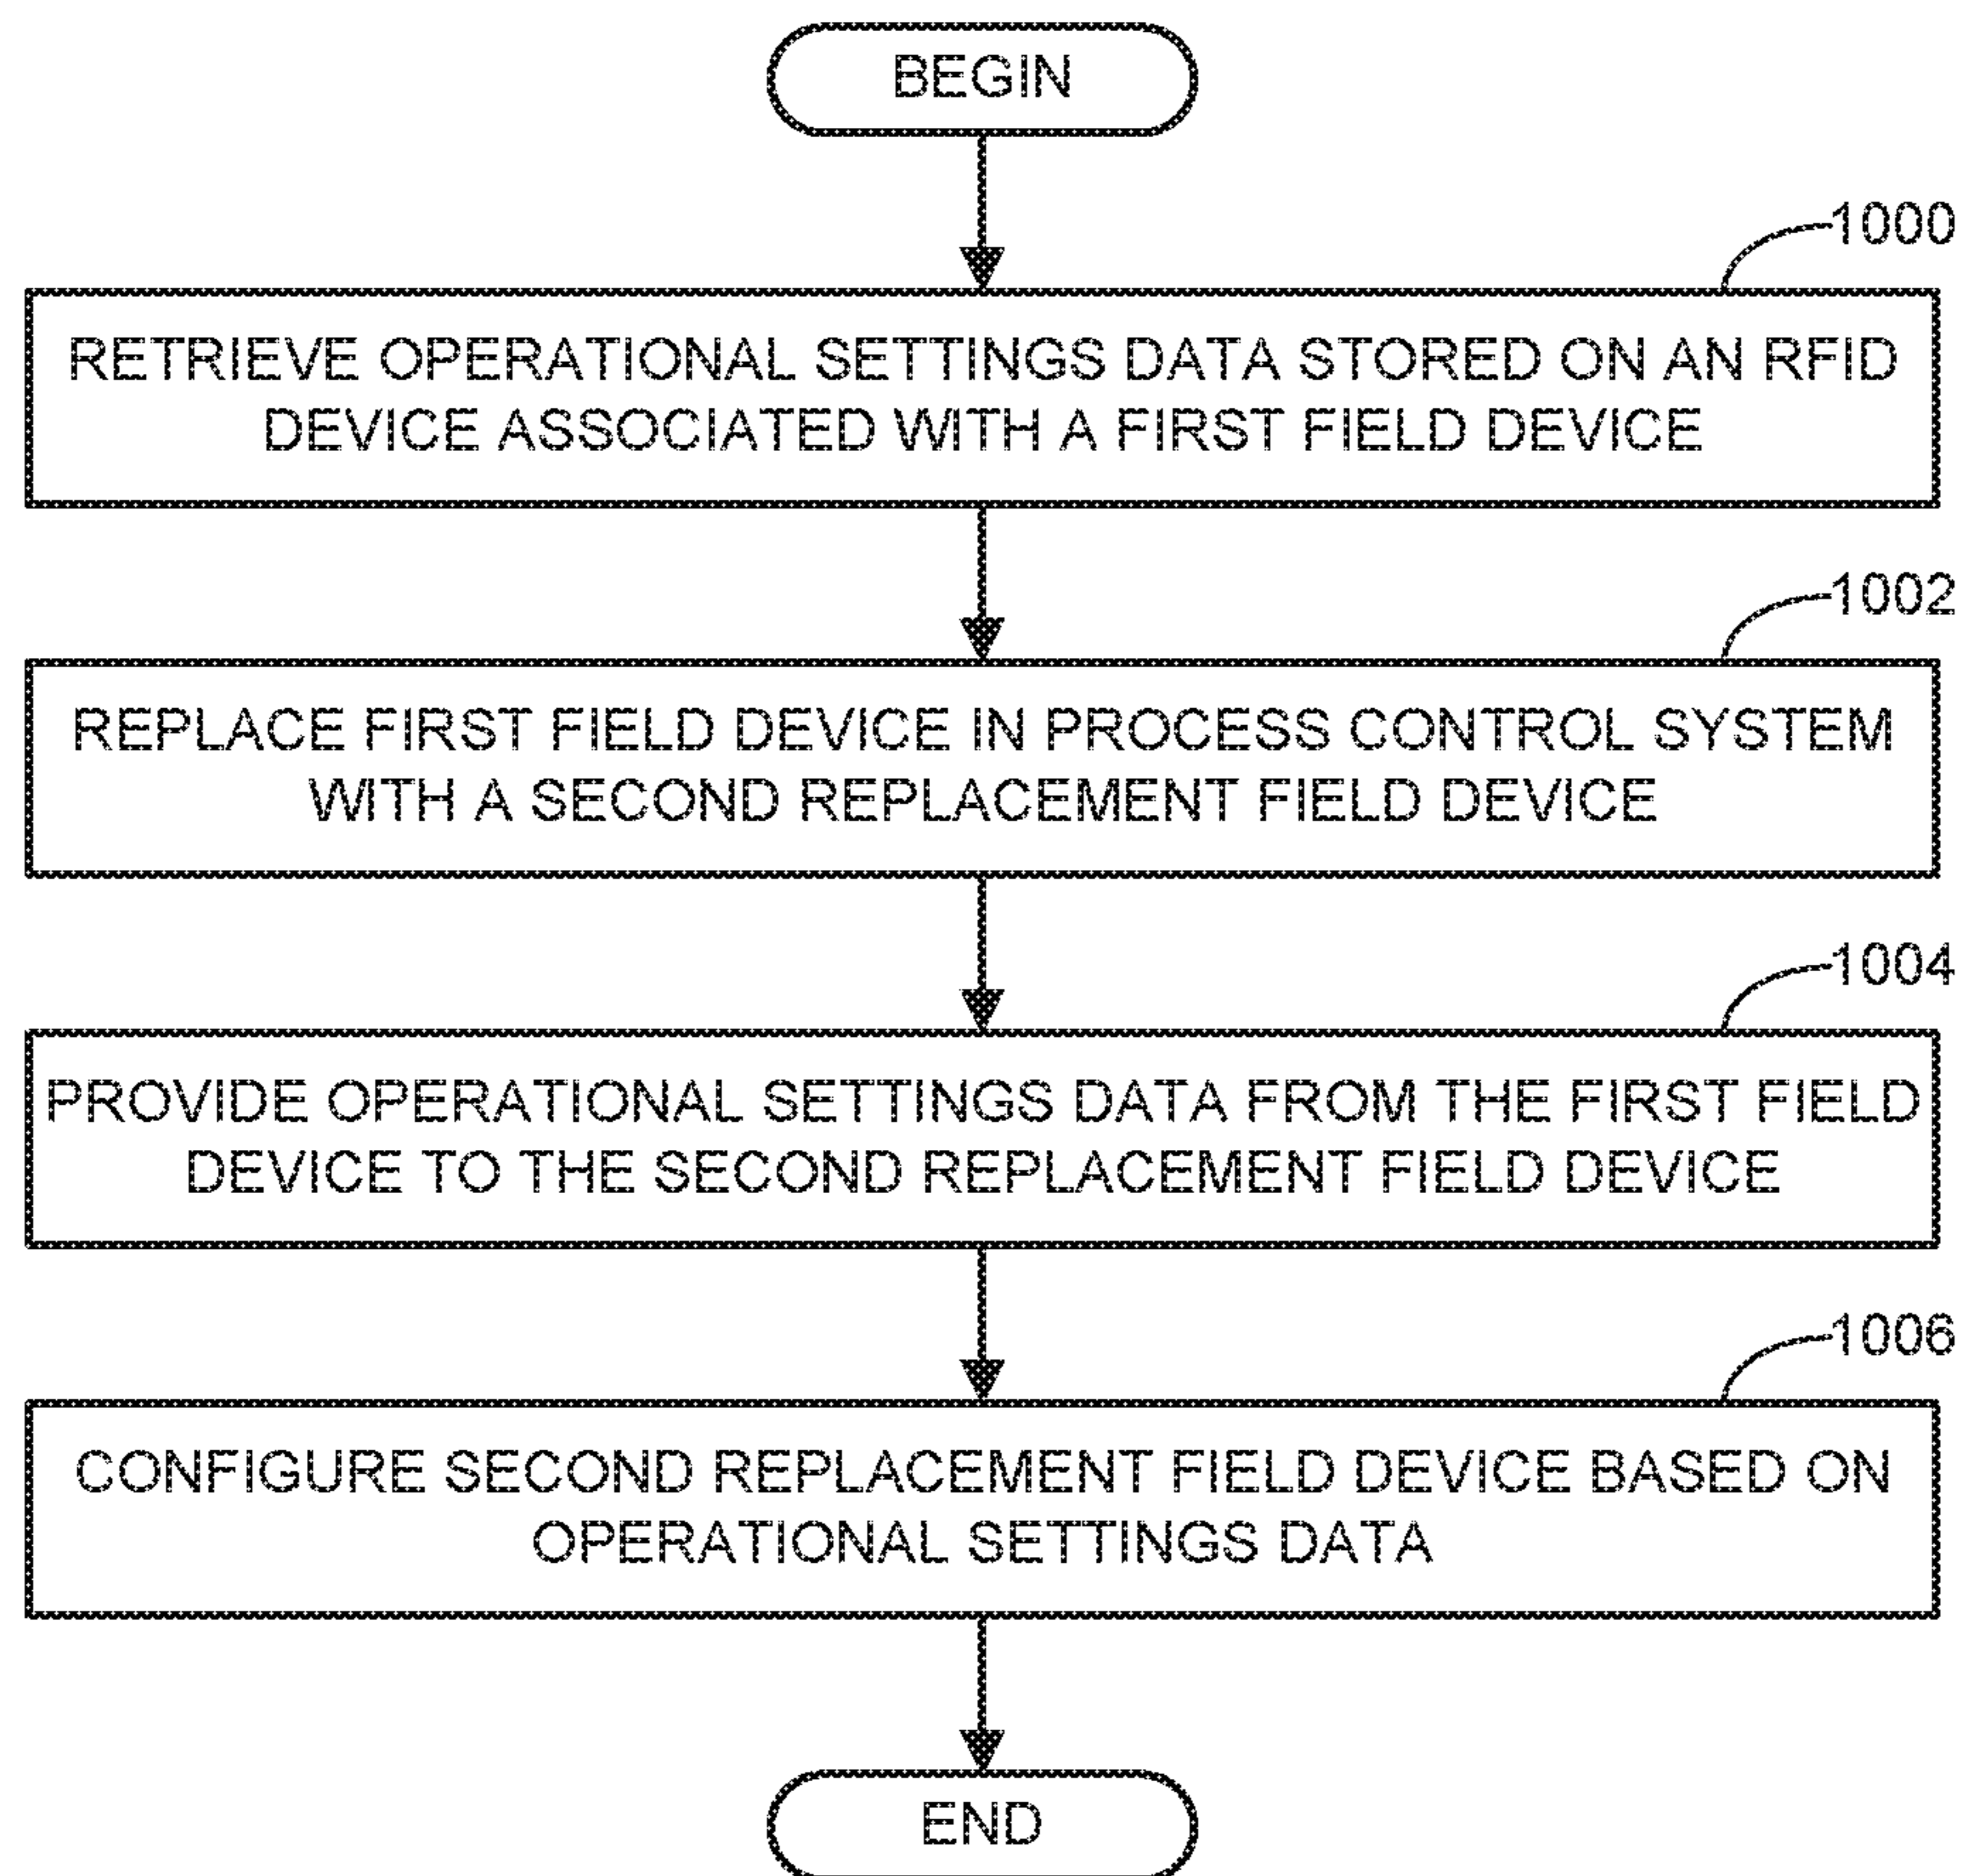 BEGIN
1000
RETRIEVE OPERATIONAL SETTINGS DATA STORED ON AN RFID
DEVICE ASSOCIATED WITH A FIRST FIELD DEVICE
1002
REPLACE FIRST FIELD DEVICE IN PROCESS CONTROL SYSTEM
WITH A SECOND REPLACEMENT FIELD DEVICE
1004
PROVIDE OPERATIONAL SETTINGS DATA FROM THE FIRST FIELD
DEVICE TO THE SECOND REPLACEMENT FIELD DEVICE
1006
CONFIGURE SECOND REPLACEMENT FIELD DEVICE BASED ON
OPERATIONAL SETTINGS DATA
END